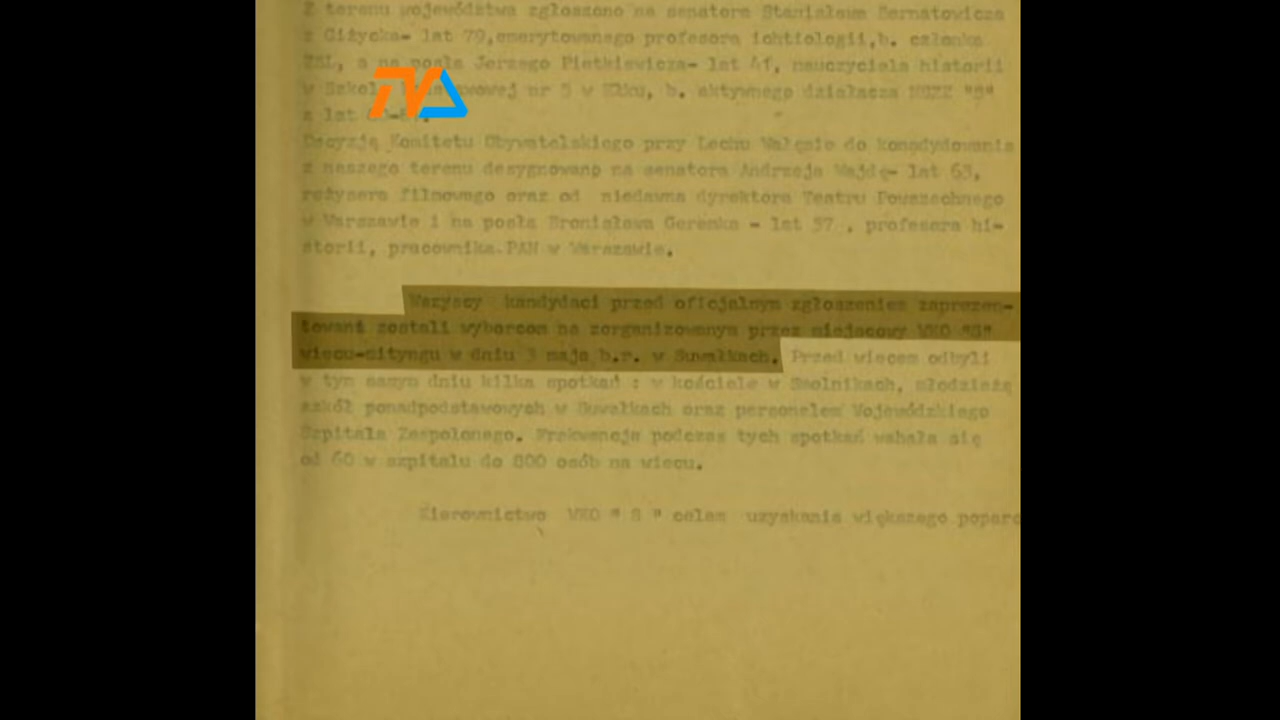 Z terenu województwa zgłoszono na senatora Stanisława Bernatowicza
z Giżycka- lat 79,emerytowanego profesora ichtiologii,b. członka
ZSL, a na posła Jerzego Pietkiewicza- lat 41, nauczyciela historii
w Szkole nr 5 w Ełku, b. aktywnego działacza NSZZ "S"
z lat
TVA
Decyzją Komitetu Obywatelskiego przy Lechu Wałęsie do kandydowania
z naszego terenu desygnowano na senatora Andrzeja Wajdę- lat 63,
reżysera filmowego oraz od niedawna dyrektora Teatru Powszechnego
w Warszawie i na posła Bronisława Geremka - lat 57 , profesora hi-
storii, pracownika PAN w Warszawie.
Wszyscy kandydaci przed oficjalnym zgłoszeniem zaprezen-
towani zostali wyborcom na zorganizowanym przez miejscowy WKO "S"
wiecu-mityngu w dniu 3 maja b.r. w Suwałkach. Przed wiecem odbyli
w tym samym dniu kilka spotkań : w kościele w Smolnikach, młodzieżą
szkół ponadpodstawowych w Suwałkach oraz personelem Wojewódzkiego
Szpitala Zespolonego. Frekwencja podczas tych spotkań wahała się
od 60 w szpitalu do 800 osób na wiecu.
Kierownictwo WKO " S " celem uzyskania większego poparc